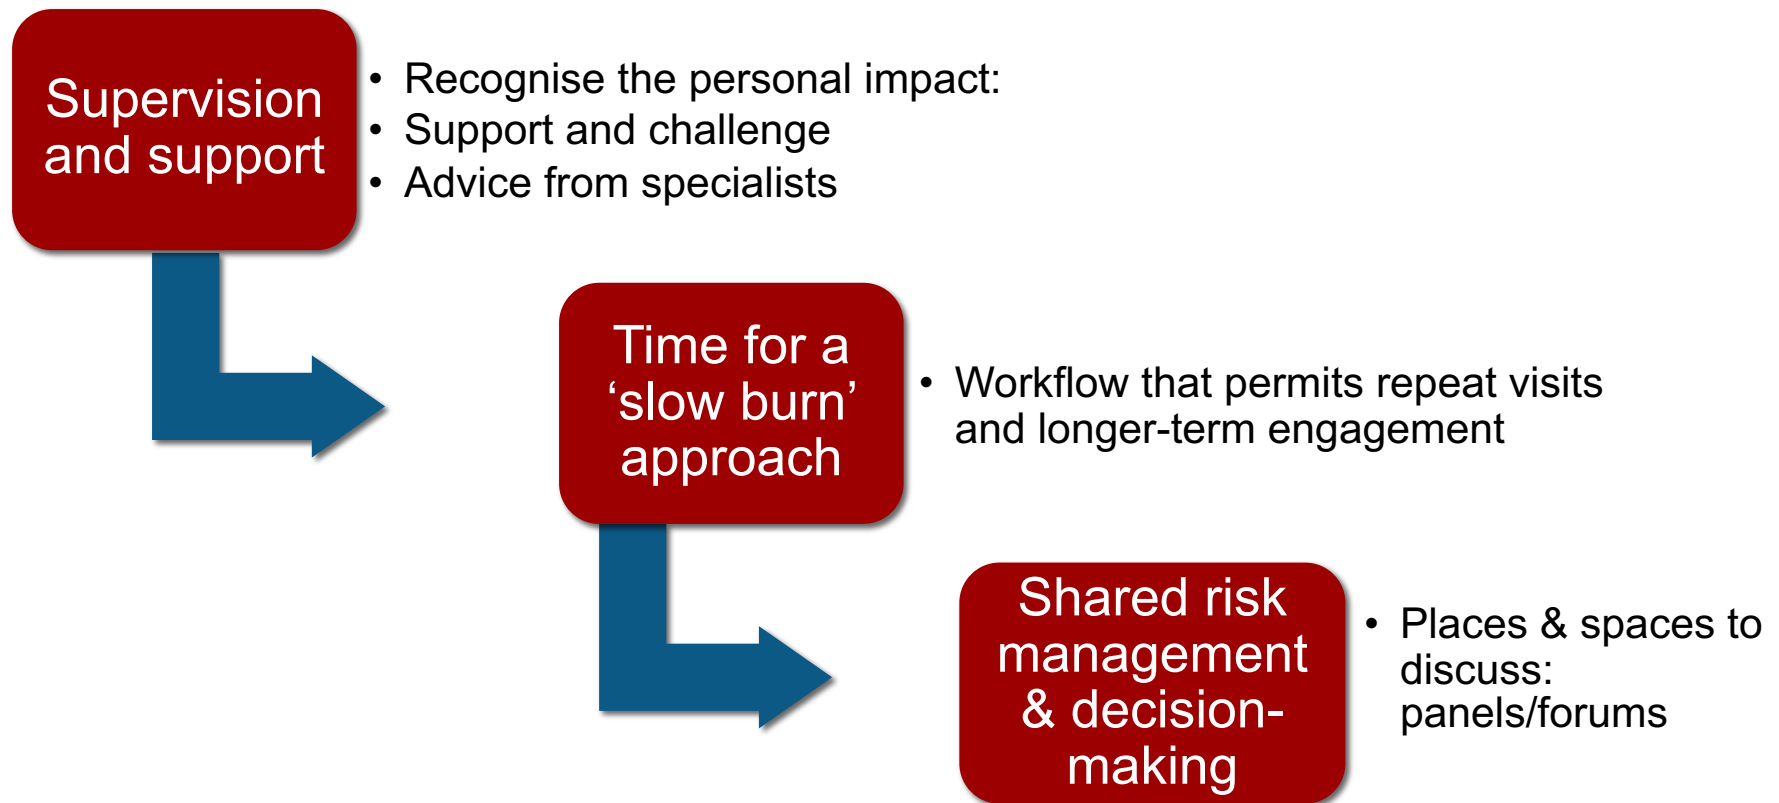 Supervision
and support
• Recognise the personal impact:
• Support and challenge
• Advice from specialists
Time for a
‘slow burn’
approach
• Workflow that permits repeat visits
and longer-term engagement
Shared risk
management
& decision-
making
• Places & spaces to
discuss:
panels/forums